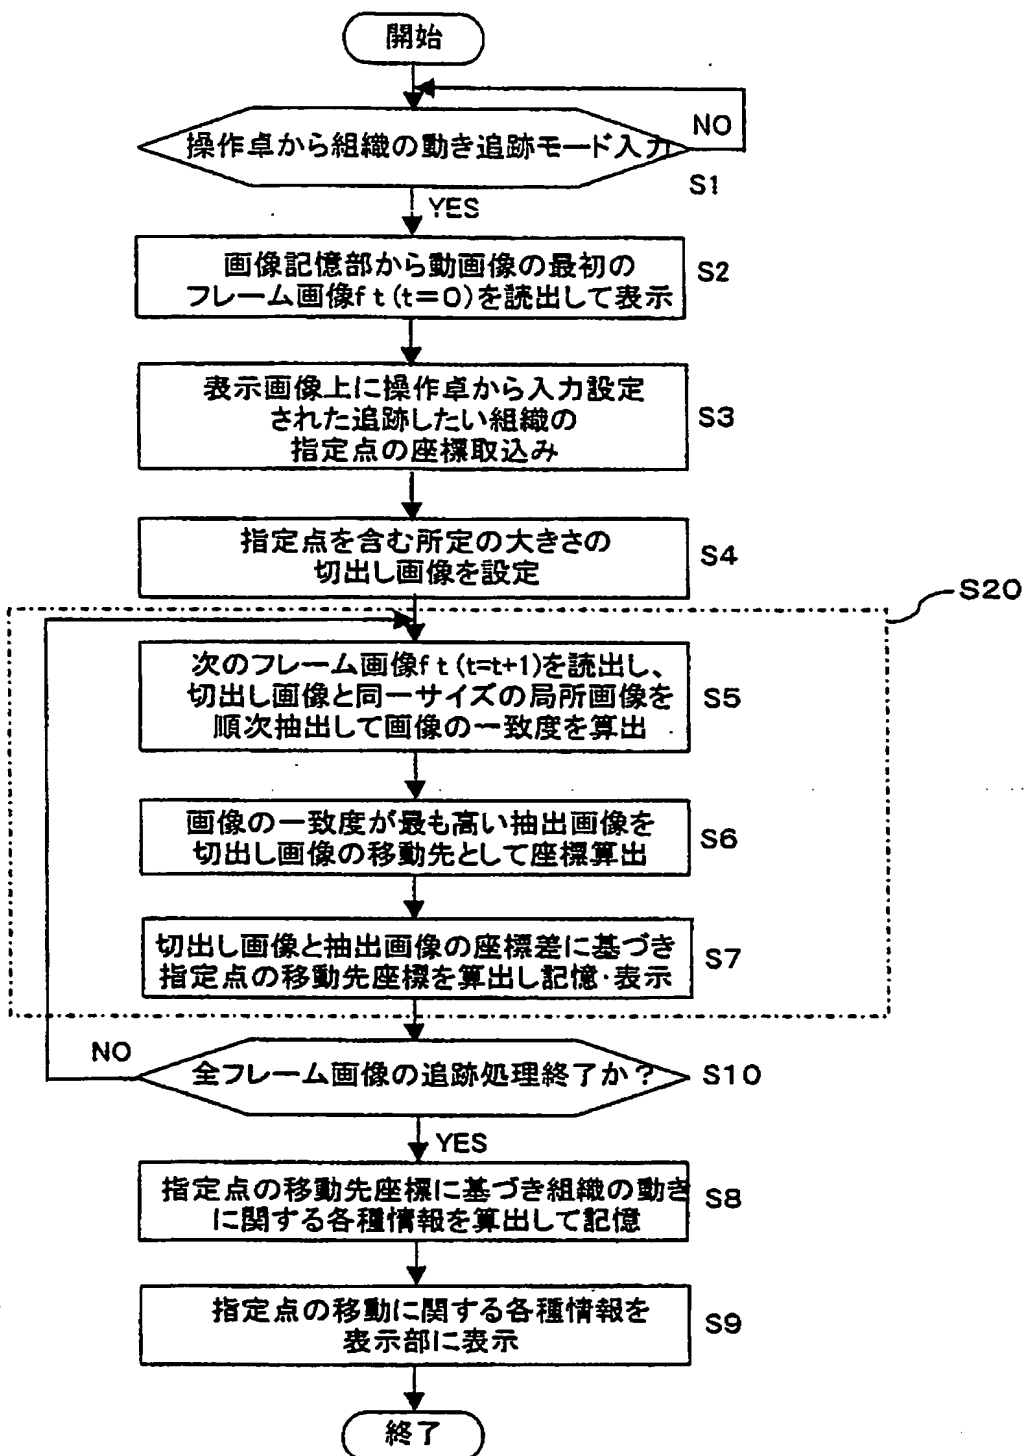 開始
NO
操作卓から組織の動き追跡モード入力
S1
YES
画像記憶部から動画像の最初の
フレーム画像ft(t=0)を読出して表示
S2
表示画像上に操作卓から入力設定
された追跡したい組織の
指定点の座標取込み
S3
指定点を含む所定の大きさの
切出し画像を設定
S4
S20
次のフレーム画像ft(t=t+1)を読出し、
切出し画像と同一サイズの局所画像を
順次抽出して画像の一致度を算出
S5
画像の一致度が最も高い抽出画像を
切出し画像の移動先として座標算出
S6
切出し画像と抽出画像の座標差に基づき
指定点の移動先座標を算出し記憶・表示
S7
NO
全フレーム画像の追跡処理終了か?
S10
YES
指定点の移動先座標に基づき組織の動き
に関する各種情報を算出して記憶
S8
指定点の移動に関する各種情報を
表示部に表示
S9
終了